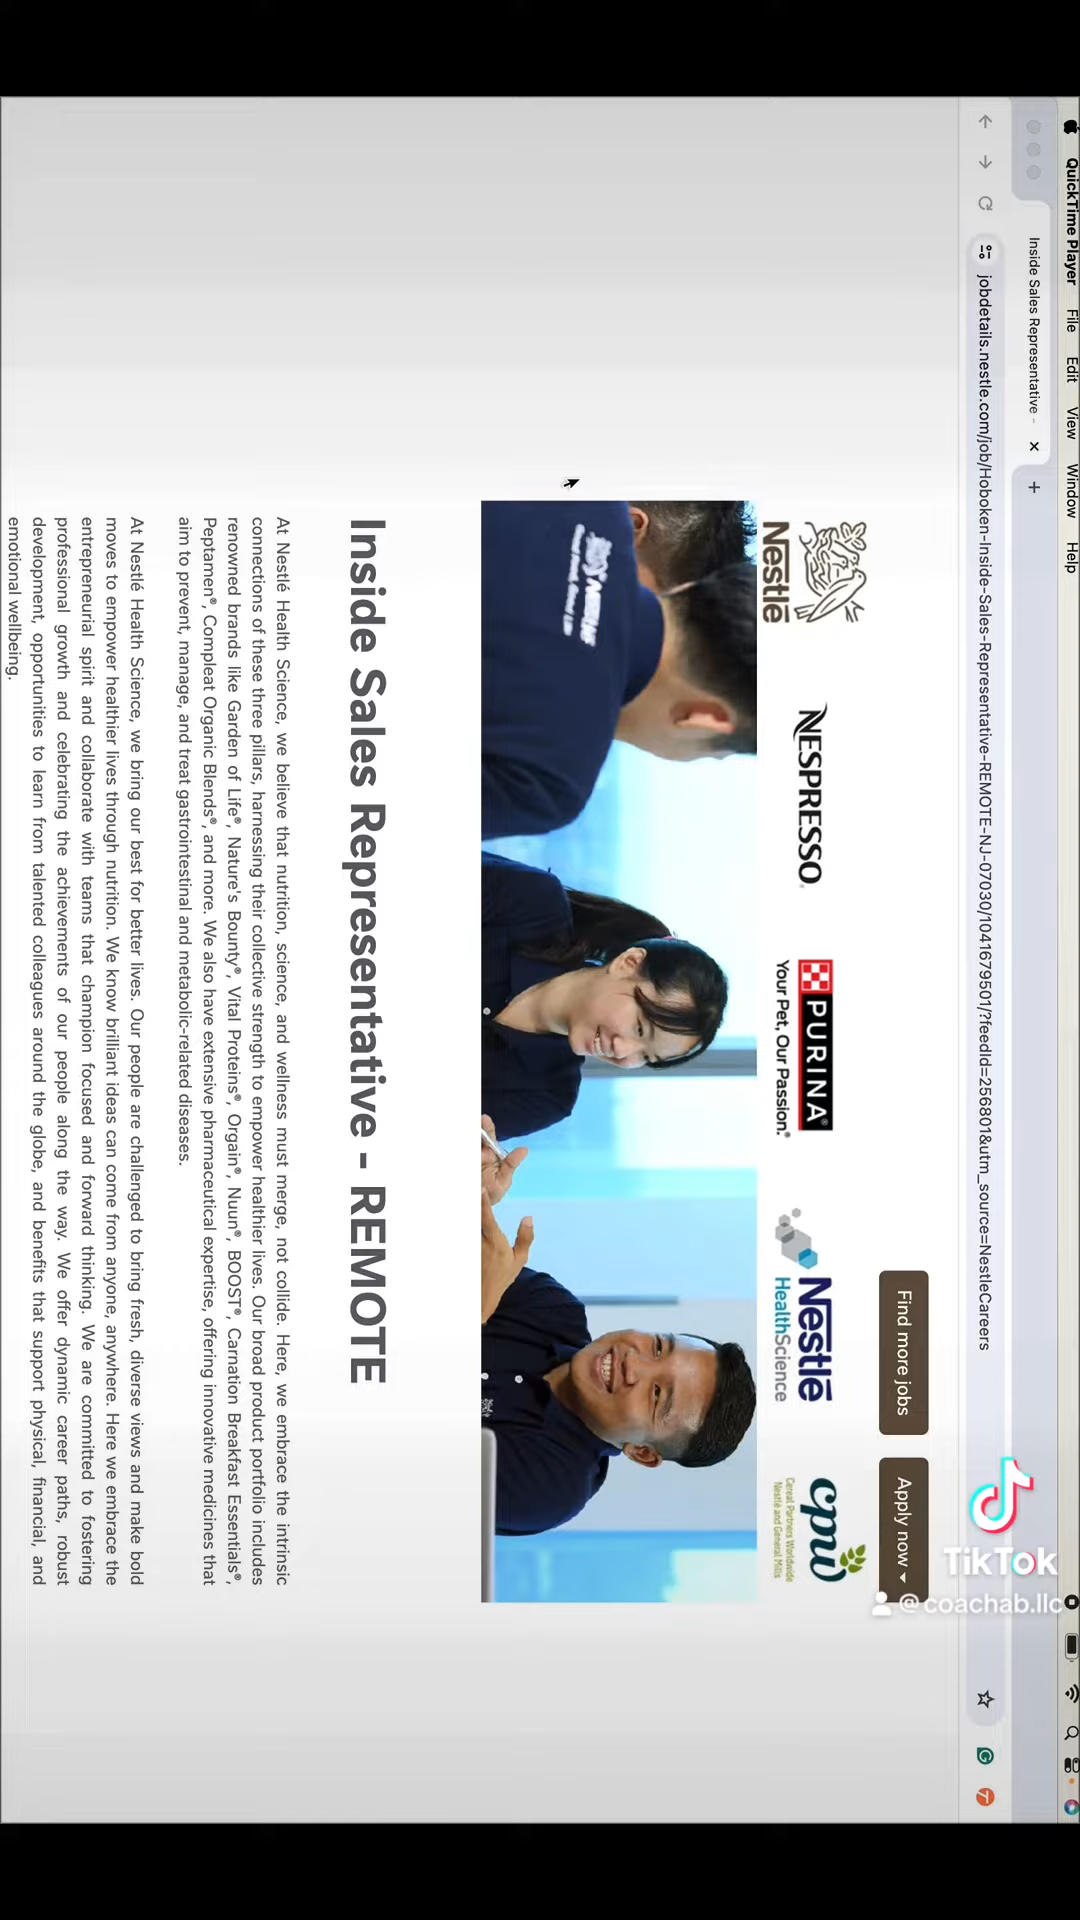 QuickTime Player File Edit View Window Help
Inside Sales Representative -
jobdetails.nestle.com/job/Hoboken-Inside-Sales-Representative-REMOTE-NJ-07030/1041679501/?feedId=256801&utm_source=NestleCareers
Find more jobs
Apply now
Nestlé
NESPRESSO
PURINA
Your Pet, Our Passion.
Nestlé
HealthScience
cpw
Cereal Partners Worldwide
Nestlé and General Mills
NESTLÉ
Good food, Good life
Inside Sales Representative - REMOTE
At Nestlé Health Science, we believe that nutrition, science, and wellness must merge, not collide. Here, we embrace the intrinsic
connections of these three pillars, harnessing their collective strength to empower healthier lives. Our broad product portfolio includes
renowned brands like Garden of Life®, Nature's Bounty®, Vital Proteins®, Orgain®, Nuun®, BOOST®, Carnation Breakfast Essentials®,
Peptamen®, Compleat Organic Blends®, and more. We also have extensive pharmaceutical expertise, offering innovative medicines that
aim to prevent, manage, and treat gastrointestinal and metabolic-related diseases.
At Nestlé Health Science, we bring our best for better lives. Our people are challenged to bring fresh, diverse views and make bold
moves to empower healthier lives through nutrition. We know brilliant ideas can come from anyone, anywhere. Here we embrace the
entrepreneurial spirit and collaborate with teams that champion focused and forward thinking. We are committed to fostering
professional growth and celebrating the achievements of our people along the way. We offer dynamic career paths, robust
development, opportunities to learn from talented colleagues around the globe, and benefits that support physical, financial, and
emotional wellbeing.
TikTok
@coachab.llc